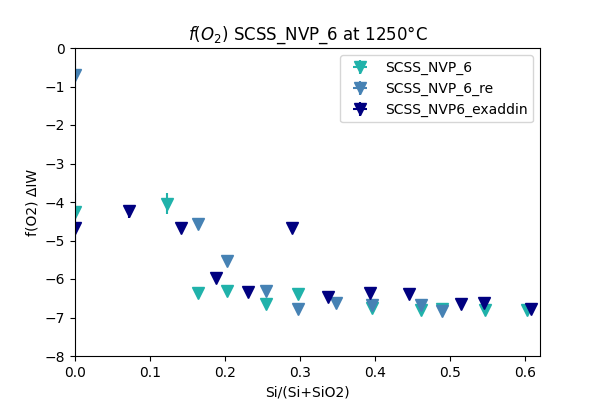 f(O₂) SCSS_NVP_6 at 1250°C
SCSS_NVP_6
SCSS_NVP_6_re
SCSS_NVP6_exaddin
f(O2) ΔIW
0
−1
−2
−3
−4
−5
−6
−7
−8
0.0 0.1 0.2 0.3 0.4 0.5 0.6
Si/(Si+SiO2)